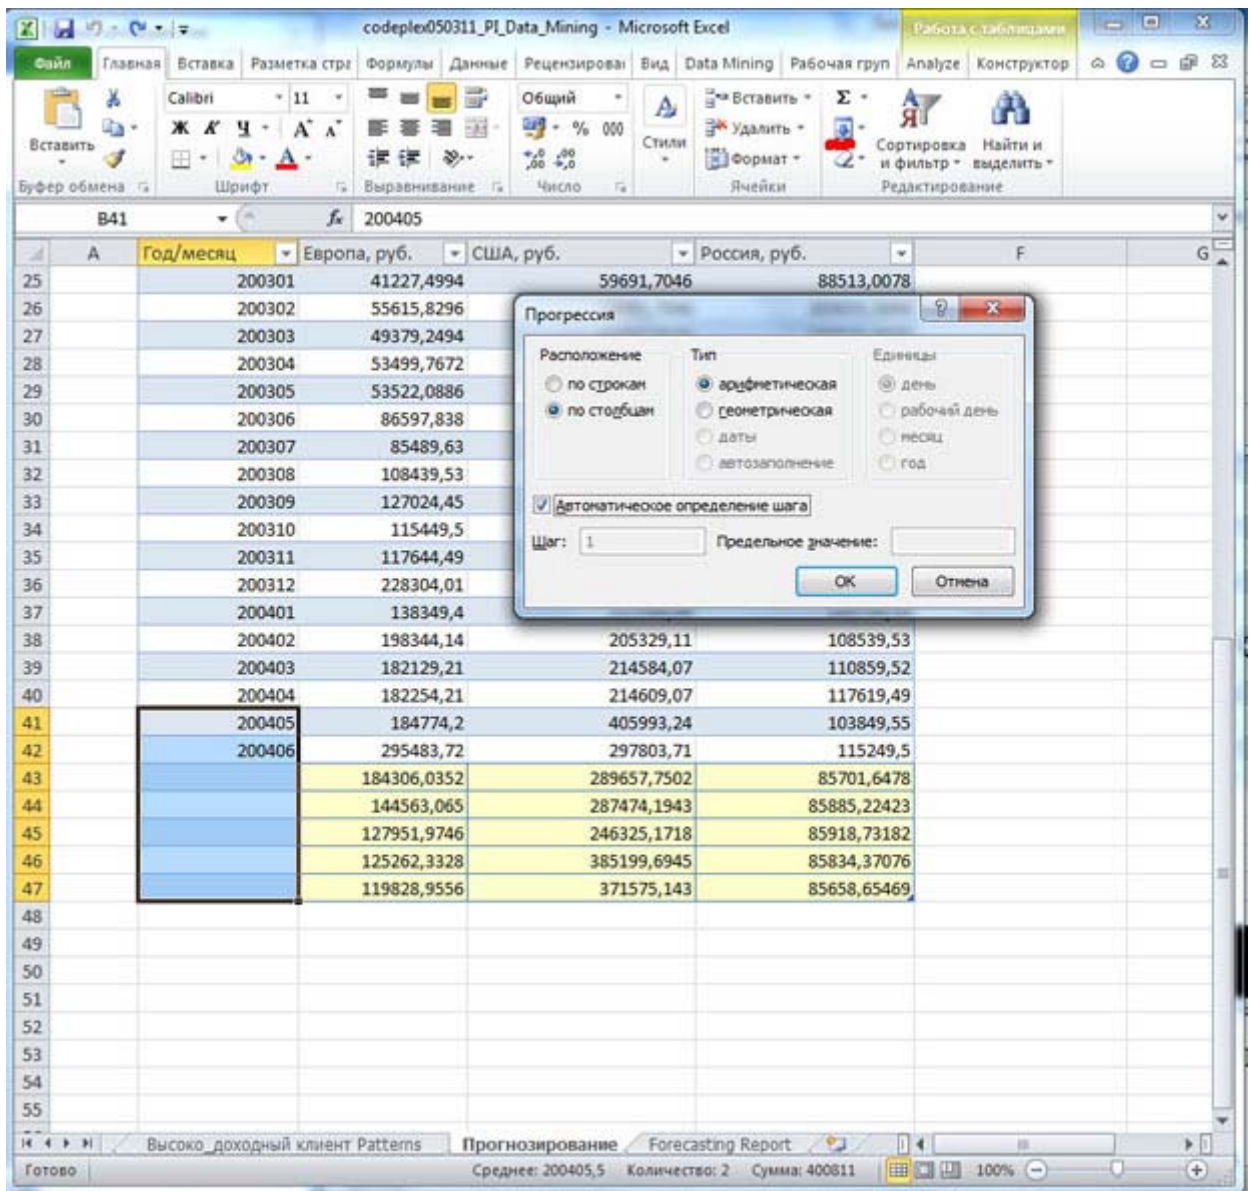 codeplex050311_PI_Data_Mining - Microsoft Excel
Работа с таблицами
Файл Главная Вставка Разметка стра Формулы Данные Рецензироваı Вид Data Mining Рабочая груп Analyze Конструктор
Calibri 11 Общий Вставить Σ
Вставить Ж К Ч % 000 Стили Удалить Сортировка и фильтр Найти и выделить
Формат
Буфер обмена Шрифт Выравнивание Число Ячейки Редактирование
B41 fx 200405
A Год/месяц Европа, руб. США, руб. Россия, руб. F G
25 200301 41227,4994 59691,7046 88513,0078
26 200302 55615,8296
27 200303 49379,2494
28 200304 53499,7672
29 200305 53522,0886
30 200306 86597,838
31 200307 85489,63
32 200308 108439,53
33 200309 127024,45
34 200310 115449,5
35 200311 117644,49
36 200312 228304,01
37 200401 138349,4
38 200402 198344,14 205329,11 108539,53
39 200403 182129,21 214584,07 110859,52
40 200404 182254,21 214609,07 117619,49
41 200405 184774,2 405993,24 103849,55
42 200406 295483,72 297803,71 115249,5
43 184306,0352 289657,7502 85701,6478
44 144563,065 287474,1943 85885,22423
45 127951,9746 246325,1718 85918,73182
46 125262,3328 385199,6945 85834,37076
47 119828,9556 371575,143 85658,65469
48
49
50
51
52
53
54
55
Прогрессия
Расположение Тип Единицы
по строкам арифметическая день
по столбцам геометрическая рабочий день
даты месяц
автозаполнение год
Автоматическое определение шага
Шаг: 1 Предельное значение:
ОК Отмена
Высоко_доходный клиент Patterns Прогнозирование Forecasting Report
Готово Среднее: 200405,5 Количество: 2 Сумма: 400811 100%